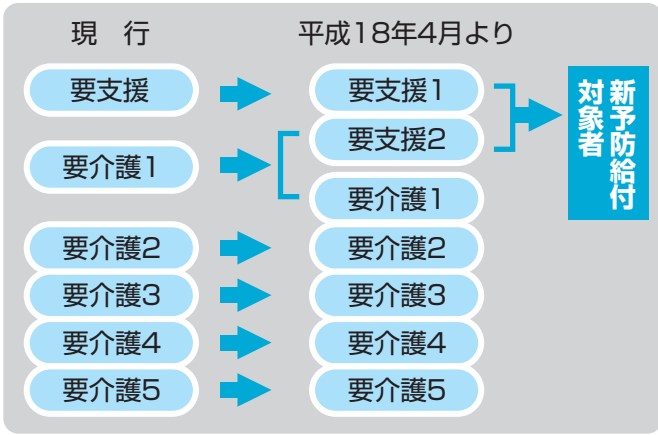 現 行
平成18年4月より
要支援
要支援1
要支援2
要介護1
要介護1
要介護2
要介護2
要介護3
要介護3
要介護4
要介護4
要介護5
要介護5
新予防給付
対象者